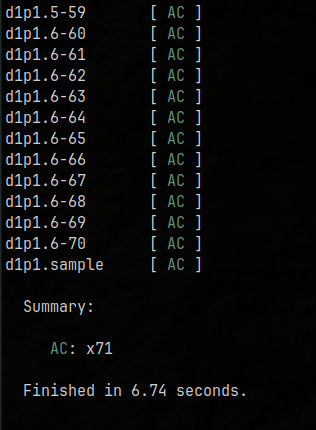 d1p1.5-59 [ AC ]
d1p1.6-60 [ AC ]
d1p1.6-61 [ AC ]
d1p1.6-62 [ AC ]
d1p1.6-63 [ AC ]
d1p1.6-64 [ AC ]
d1p1.6-65 [ AC ]
d1p1.6-66 [ AC ]
d1p1.6-67 [ AC ]
d1p1.6-68 [ AC ]
d1p1.6-69 [ AC ]
d1p1.6-70 [ AC ]
d1p1.sample [ AC ]
Summary:
AC: x71
Finished in 6.74 seconds.